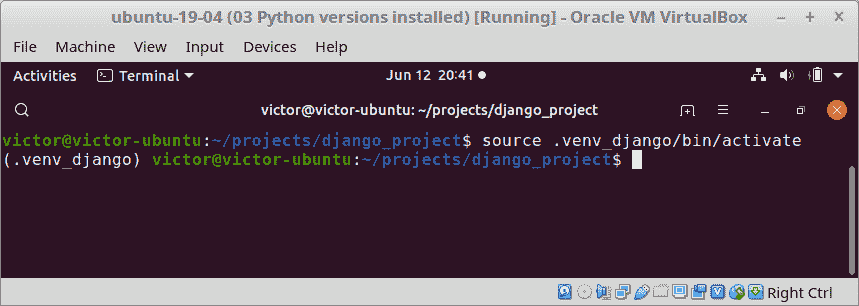 ubuntu-19-04 (03 Python versions installed) [Running] - Oracle VM VirtualBox
File Machine View Input Devices Help
Activities Terminal Jun 12 20:41
victor@victor-ubuntu: ~/projects/django_project
victor@victor-ubuntu:~/projects/django_project$ source .venv_django/bin/activate
(.venv_django) victor@victor-ubuntu:~/projects/django_project$
Right Ctrl